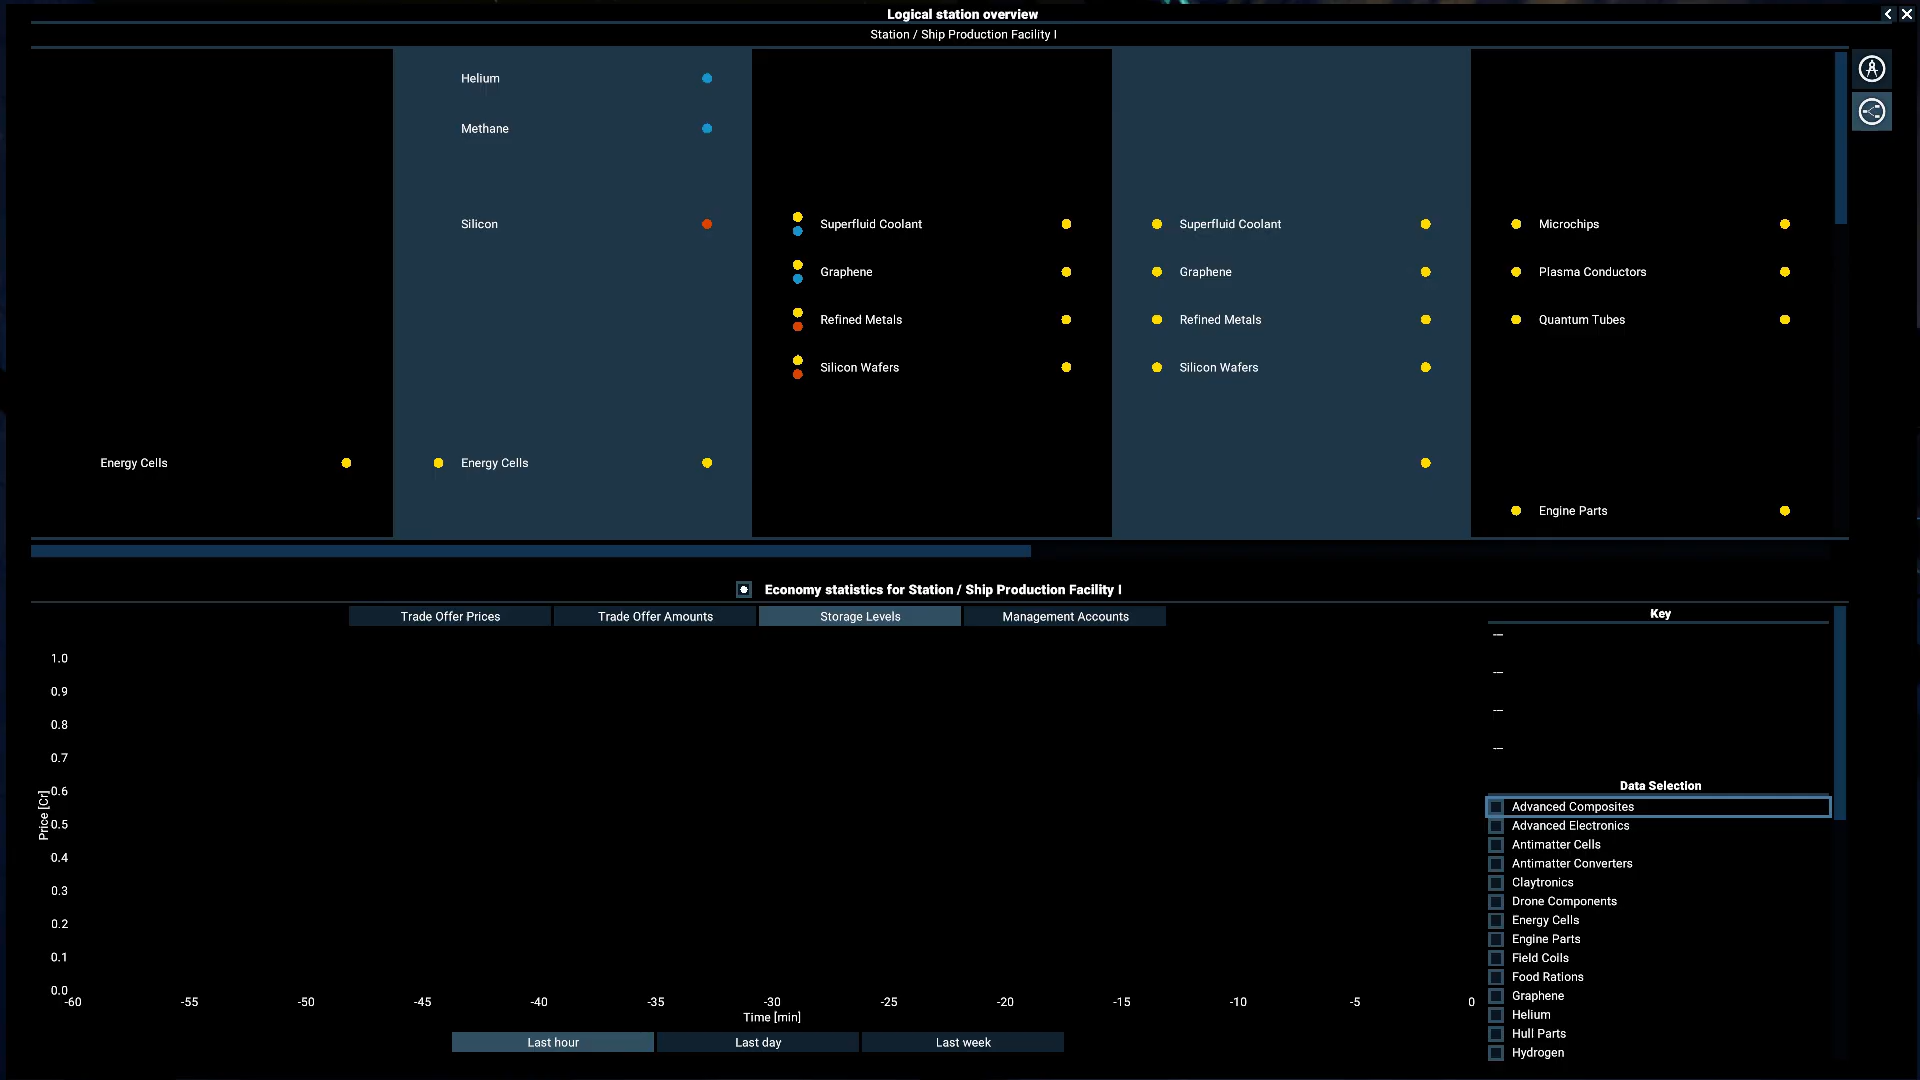 Logical station overview
Station / Ship Production Facility I
Helium
Methane
Silicon
Superfluid Coolant
Superfluid Coolant
Microchips
Graphene
Graphene
Plasma Conductors
Refined Metals
Refined Metals
Quantum Tubes
Silicon Wafers
Silicon Wafers
Energy Cells
Energy Cells
Engine Parts
Economy statistics for Station / Ship Production Facility I
Trade Offer Prices
Trade Offer Amounts
Storage Levels
Management Accounts
Price [Cr]
1.0
0.9
0.8
0.7
0.6
0.5
0.4
0.3
0.2
0.1
0.0
-60
-55
-50
-45
-40
-35
-30
-25
-20
-15
-10
-5
0
Time [min]
Last hour
Last day
Last week
Key
---
---
---
---
Data Selection
Advanced Composites
Advanced Electronics
Antimatter Cells
Antimatter Converters
Claytronics
Drone Components
Energy Cells
Engine Parts
Field Coils
Food Rations
Graphene
Helium
Hull Parts
Hydrogen